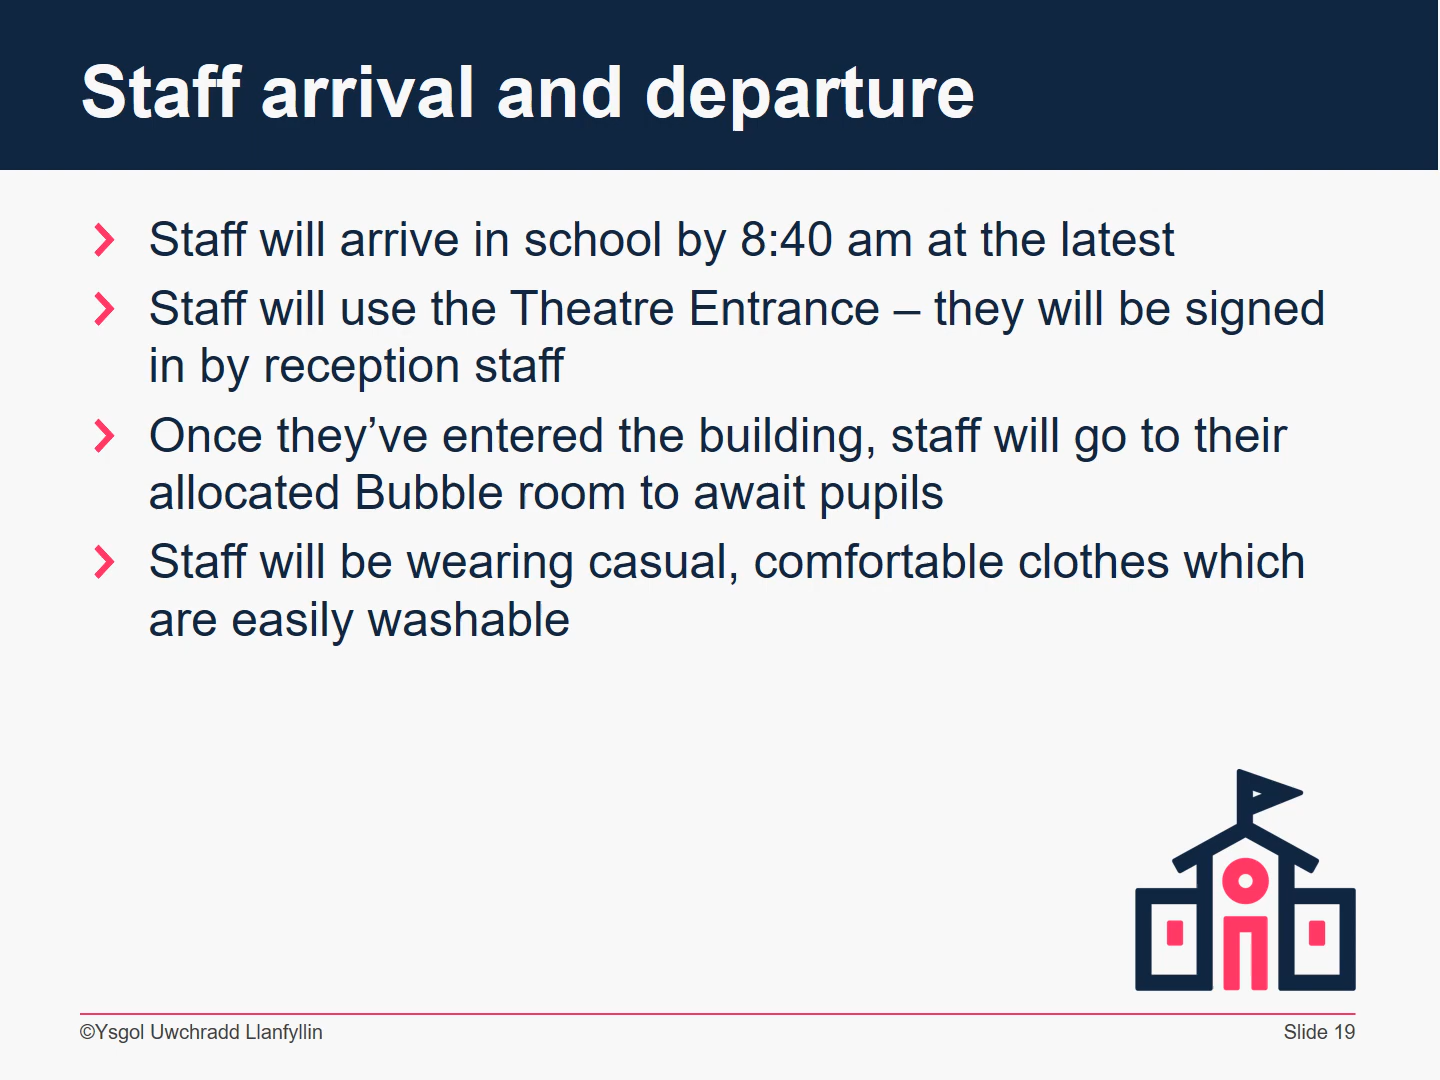 Staff arrival and departure
Staff will arrive in school by 8:40 am at the latest
Staff will use the Theatre Entrance – they will be signed
in by reception staff
Once they’ve entered the building, staff will go to their
allocated Bubble room to await pupils
Staff will be wearing casual, comfortable clothes which
are easily washable
©Ysgol Uwchradd Llanfyllin
Slide 19